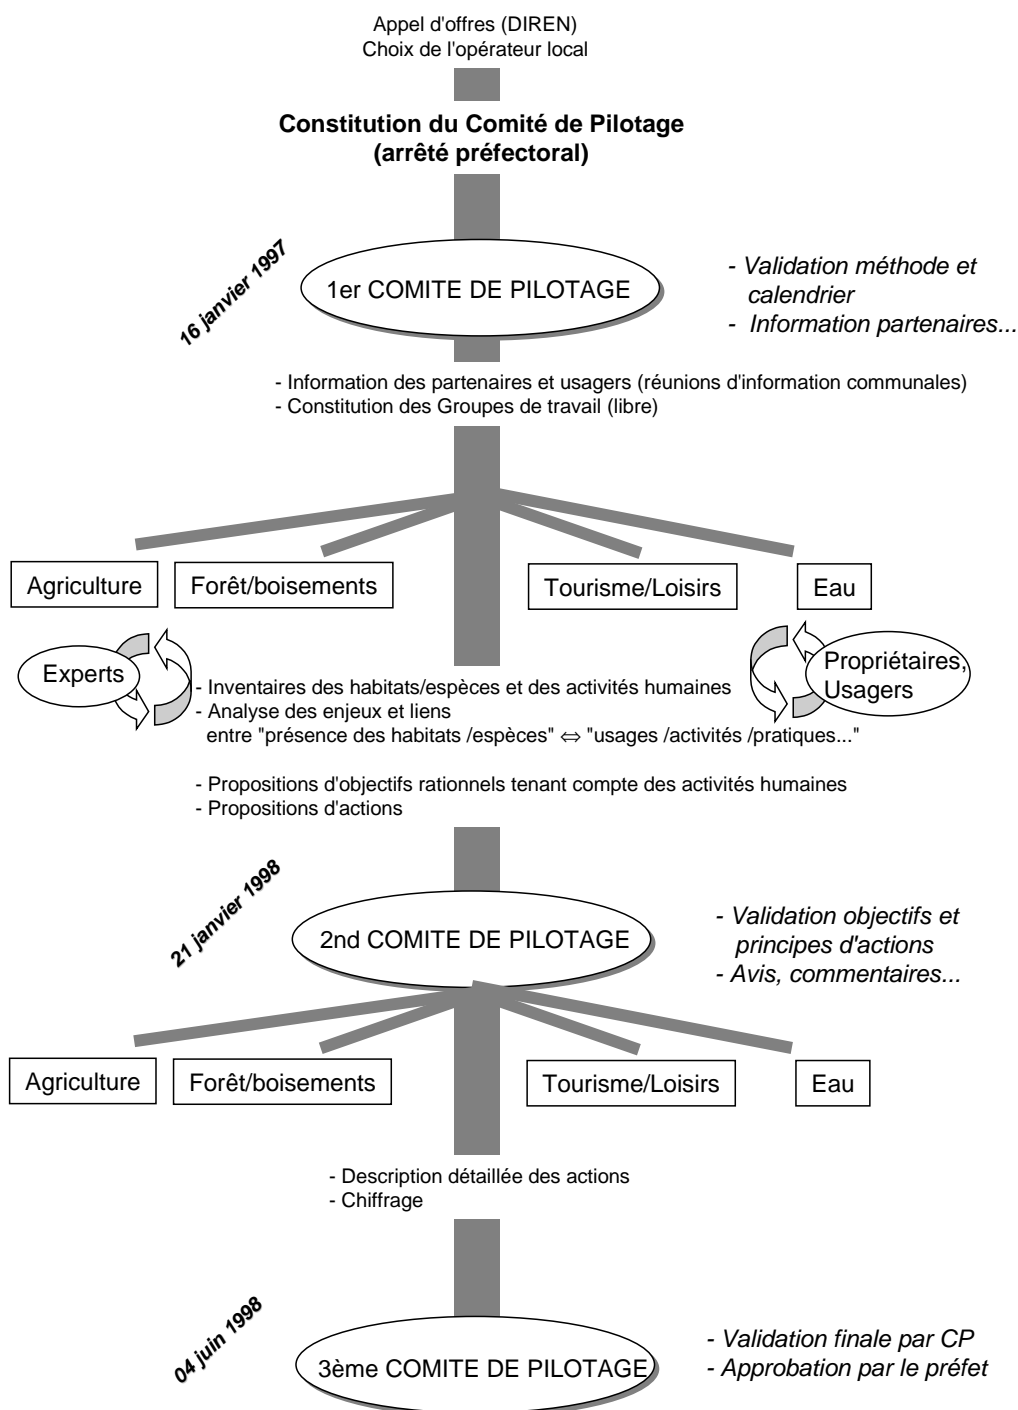 Appel d'offres (DIREN)
Choix de l'opérateur local
Constitution du Comité de Pilotage
(arrêté préfectoral)
16 janvier 1997
1er COMITE DE PILOTAGE
- Validation méthode et
calendrier
- Information partenaires...
- Information des partenaires et usagers (réunions d'information communales)
- Constitution des Groupes de travail (libre)
Agriculture
Forêt/boisements
Tourisme/Loisirs
Eau
Experts
Propriétaires,
Usagers
- Inventaires des habitats/espèces et des activités humaines
- Analyse des enjeux et liens
entre "présence des habitats /espèces" ⇔ "usages /activités /pratiques..."
- Propositions d'objectifs rationnels tenant compte des activités humaines
- Propositions d'actions
21 janvier 1998
2nd COMITE DE PILOTAGE
- Validation objectifs et
principes d'actions
- Avis, commentaires...
Agriculture
Forêt/boisements
Tourisme/Loisirs
Eau
- Description détaillée des actions
- Chiffrage
04 juin 1998
3ème COMITE DE PILOTAGE
- Validation finale par CP
- Approbation par le préfet